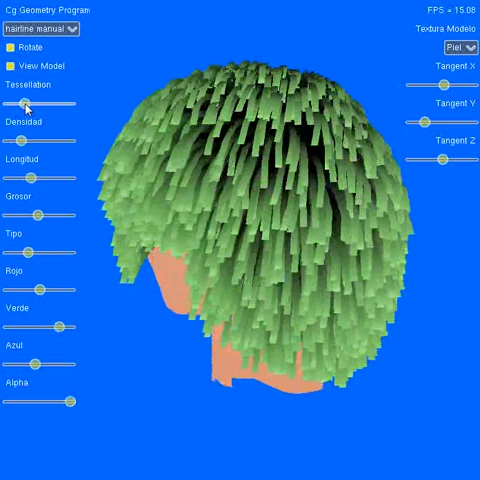 Cg Geometry Program
hairline manual
Rotate
View Model
Tessellation
Densidad
Longitud
Grosor
Tipo
Rojo
Verde
Azul
Alpha
FPS = 15.08
Textura Modelo
Piel
Tangent X
Tangent Y
Tangent Z